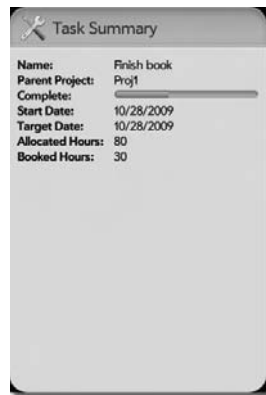 Task Summary
Name: Finish book
Parent Project: Proj1
Complete:
Start Date: 10/28/2009
Target Date: 10/28/2009
Allocated Hours: 80
Booked Hours: 30